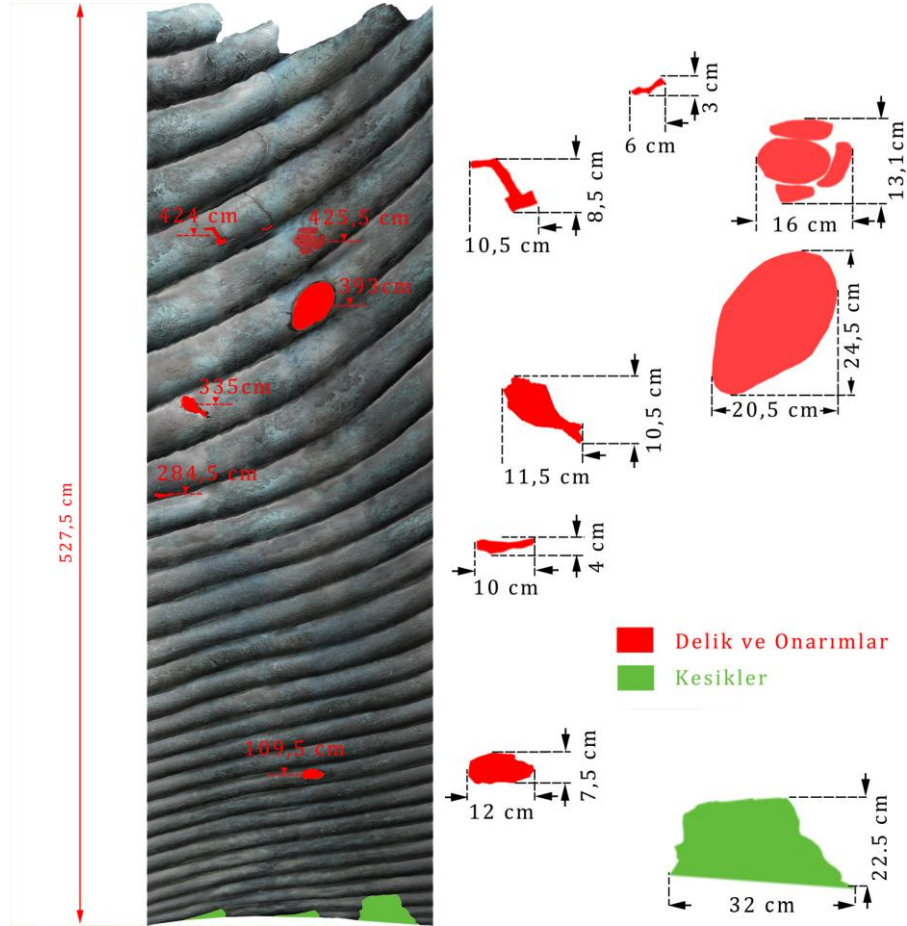 527,5 cm
424 cm
425,5 cm
393cm
335cm
284,5 cm
109,5 cm
3 cm
6 cm
8,5 cm
10,5 cm
13,1cm
16 cm
24,5 cm
20,5 cm
10,5 cm
11,5 cm
4 cm
10 cm
Delik ve Onarımlar
Kesikler
7,5 cm
12 cm
22.5 cm
32 cm